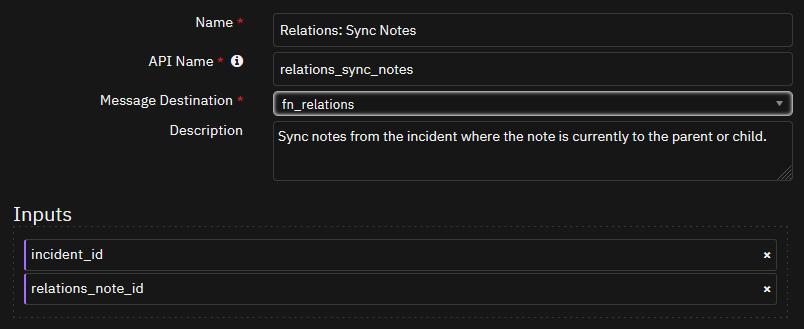 Name *
Relations: Sync Notes
API Name *
relations_sync_notes
Message Destination *
fn_relations
Description
Sync notes from the incident where the note is currently to the parent or child.
Inputs
incident_id
relations_note_id